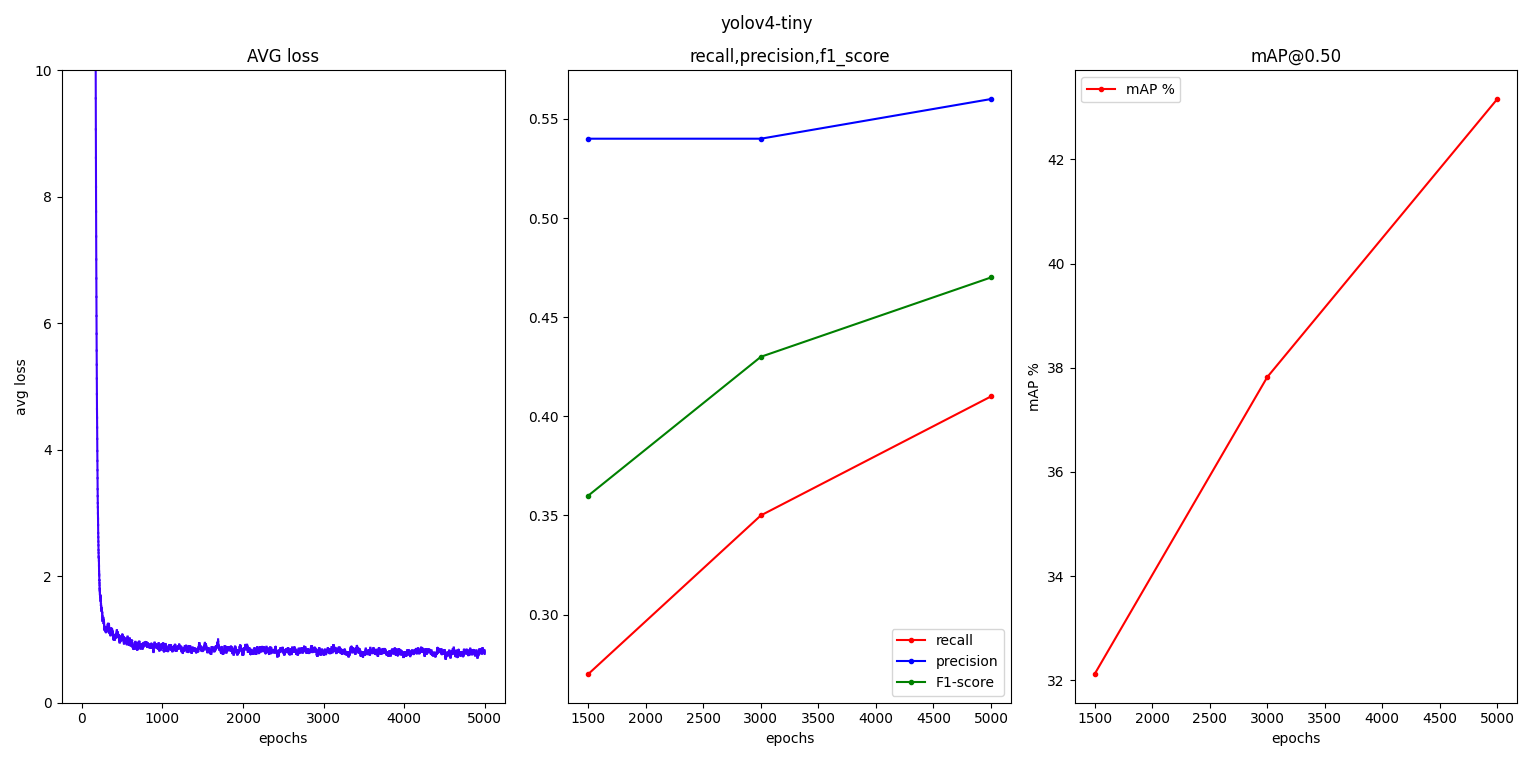 yolov4-tiny
AVG loss
10
8
6
4
2
0
avg loss
0 1000 2000 3000 4000 5000
epochs
recall,precision,f1_score
0.55
0.50
0.45
0.40
0.35
0.30
recall
precision
F1-score
1500 2000 2500 3000 3500 4000 4500 5000
epochs
mAP@0.50
mAP %
42
40
38
36
34
32
mAP %
1500 2000 2500 3000 3500 4000 4500 5000
epochs